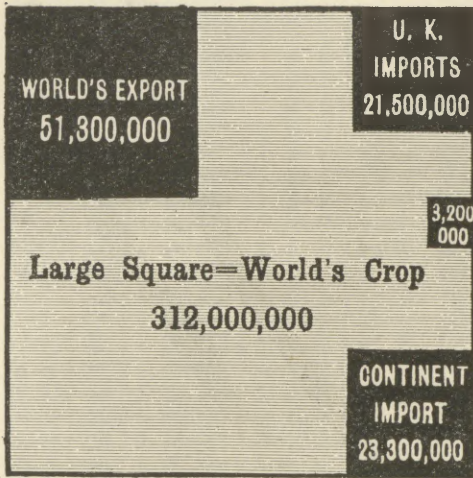 WORLD'S EXPORT
51,300,000
U. K.
IMPORTS
21,500,000
3,200
000
Large Square=World's Crop
312,000,000
CONTINENT
IMPORT
23,300,000